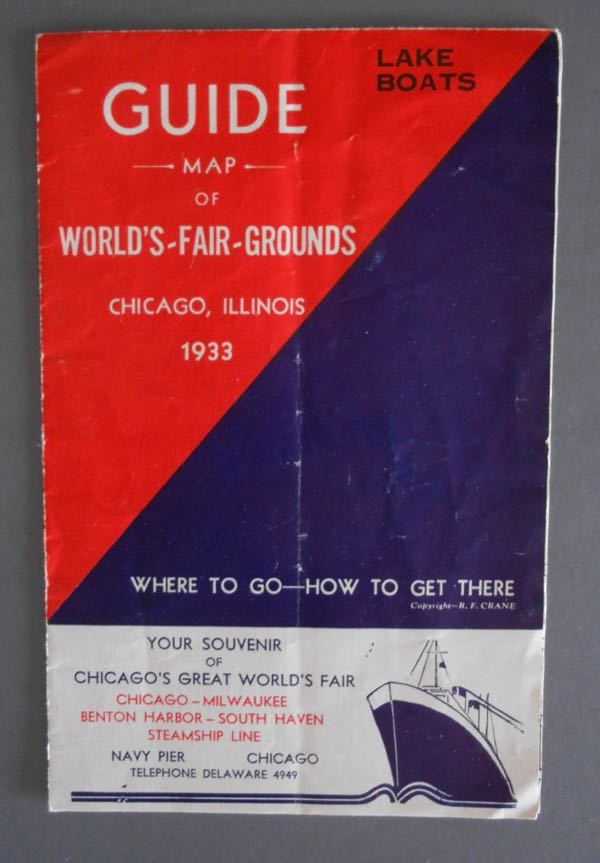 LAKE
BOATS
GUIDE
MAP
OF
WORLD'S-FAIR-GROUNDS
CHICAGO, ILLINOIS
1933
WHERE TO GO—HOW TO GET THERE
Copyright—R. F. CRANE
YOUR SOUVENIR
OF
CHICAGO'S GREAT WORLD'S FAIR
CHICAGO – MILWAUKEE
BENTON HARBOR – SOUTH HAVEN
STEAMSHIP LINE
NAVY PIER CHICAGO
TELEPHONE DELAWARE 4949